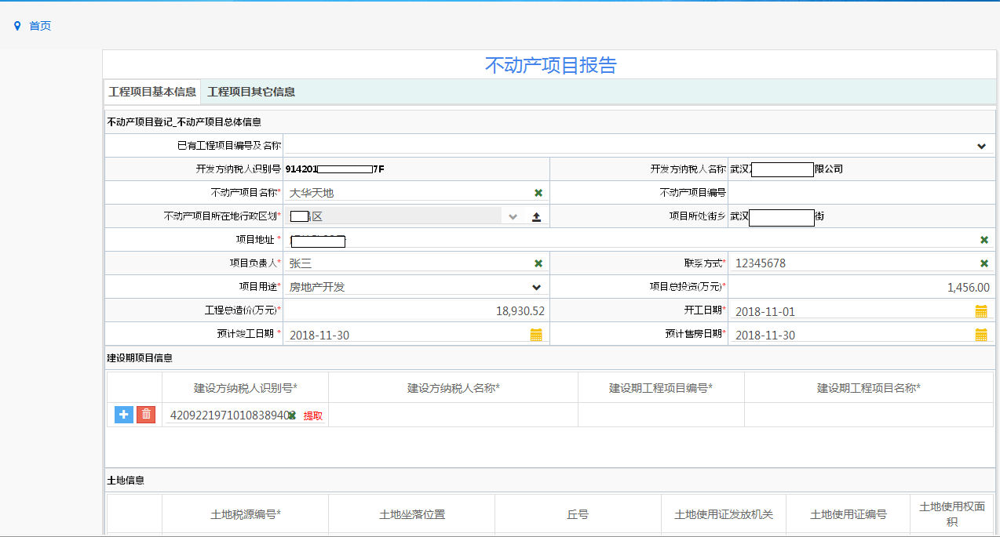 首页
不动产项目报告
工程项目基本信息 工程项目其它信息
不动产项目登记_不动产项目总体信息
已有工程项目编号及名称
开发方纳税人识别号 914201 7F 开发方纳税人名称 武汉 限公司
不动产项目名称* 大华天地 不动产项目编号
不动产项目所在地行政区划* 区 项目所处街乡 武汉 街
项目地址 *
项目负责人* 张三 联系方式* 12345678
项目用途* 房地产开发 项目总投资(万元)* 1,456.00
工程总造价(万元)* 18,930.52 开工日期* 2018-11-01
预计竣工日期 * 2018-11-30 预计售房日期* 2018-11-30
建设期项目信息
建设方纳税人识别号* 建设方纳税人名称* 建设期工程项目编号* 建设期工程项目名称*
提取
土地信息
土地税源编号* 土地坐落位置 丘号 土地使用证发放机关 土地使用证编号 土地使用权面
积